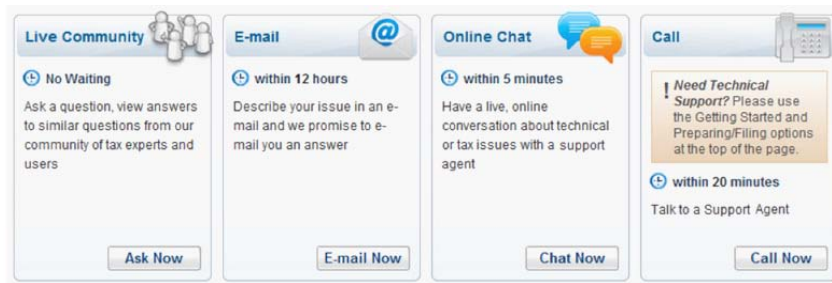 Live Community
No Waiting
Ask a question, view answers
to similar questions from our
community of tax experts and
users
Ask Now
E-mail
within 12 hours
Describe your issue in an e-
mail and we promise to e-
mail you an answer
E-mail Now
Online Chat
within 5 minutes
Have a live, online
conversation about technical
or tax issues with a support
agent
Chat Now
Call
! Need Technical
Support? Please use
the Getting Started and
Preparing/Filing options
at the top of the page.
within 20 minutes
Talk to a Support Agent
Call Now